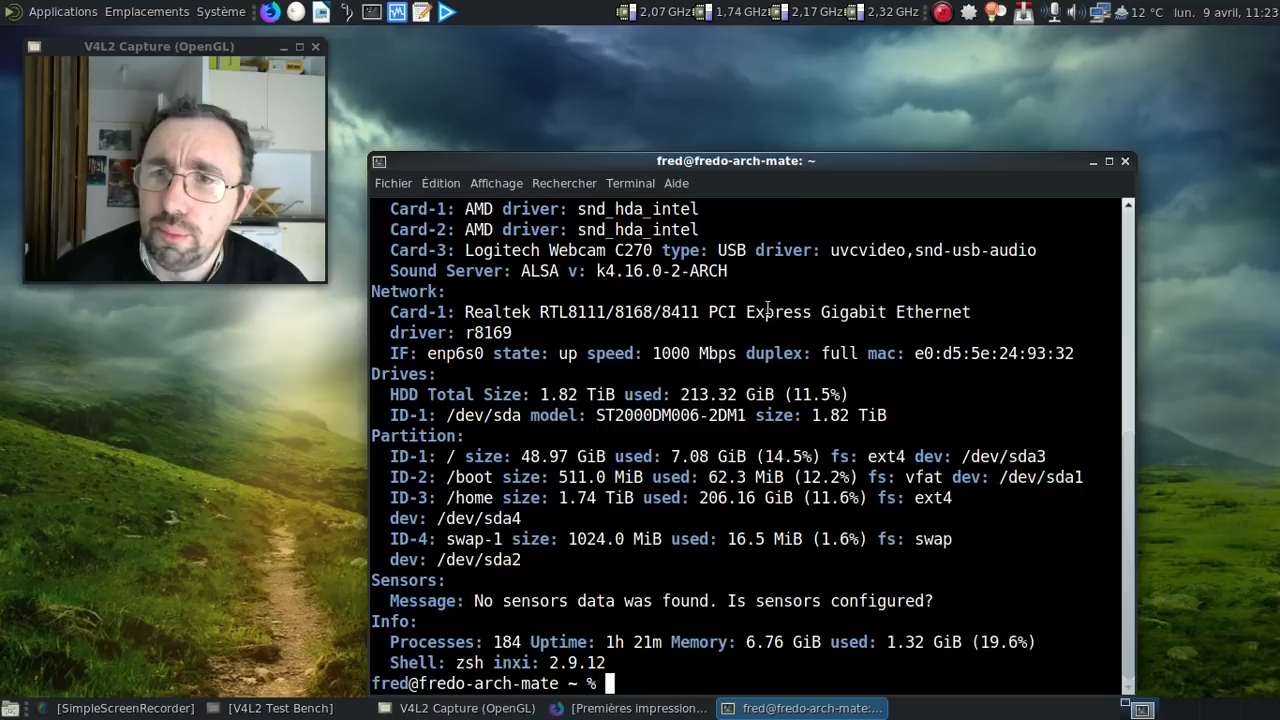 Applications Emplacements Système 2,07 GHz 1,74 GHz 2,17 GHz 2,32 GHz 12 °C lun. 9 avril, 11:23
V4L2 Capture (OpenGL)
fred@fredo-arch-mate: ~
Fichier Édition Affichage Rechercher Terminal Aide
Card-1: AMD driver: snd_hda_intel
Card-2: AMD driver: snd_hda_intel
Card-3: Logitech Webcam C270 type: USB driver: uvcvideo,snd-usb-audio
Sound Server: ALSA v: k4.16.0-2-ARCH
Network:
Card-1: Realtek RTL8111/8168/8411 PCI Express Gigabit Ethernet
driver: r8169
IF: enp6s0 state: up speed: 1000 Mbps duplex: full mac: e0:d5:5e:24:93:32
Drives:
HDD Total Size: 1.82 TiB used: 213.32 GiB (11.5%)
ID-1: /dev/sda model: ST2000DM006-2DM1 size: 1.82 TiB
Partition:
ID-1: / size: 48.97 GiB used: 7.08 GiB (14.5%) fs: ext4 dev: /dev/sda3
ID-2: /boot size: 511.0 MiB used: 62.3 MiB (12.2%) fs: vfat dev: /dev/sda1
ID-3: /home size: 1.74 TiB used: 206.16 GiB (11.6%) fs: ext4
dev: /dev/sda4
ID-4: swap-1 size: 1024.0 MiB used: 16.5 MiB (1.6%) fs: swap
dev: /dev/sda2
Sensors:
Message: No sensors data was found. Is sensors configured?
Info:
Processes: 184 Uptime: 1h 21m Memory: 6.76 GiB used: 1.32 GiB (19.6%)
Shell: zsh inxi: 2.9.12
fred@fredo-arch-mate ~ %
[SimpleScreenRecorder] [V4L2 Test Bench] V4L2 Capture (OpenGL) [Premières impression... fred@fredo-arch-mate:...